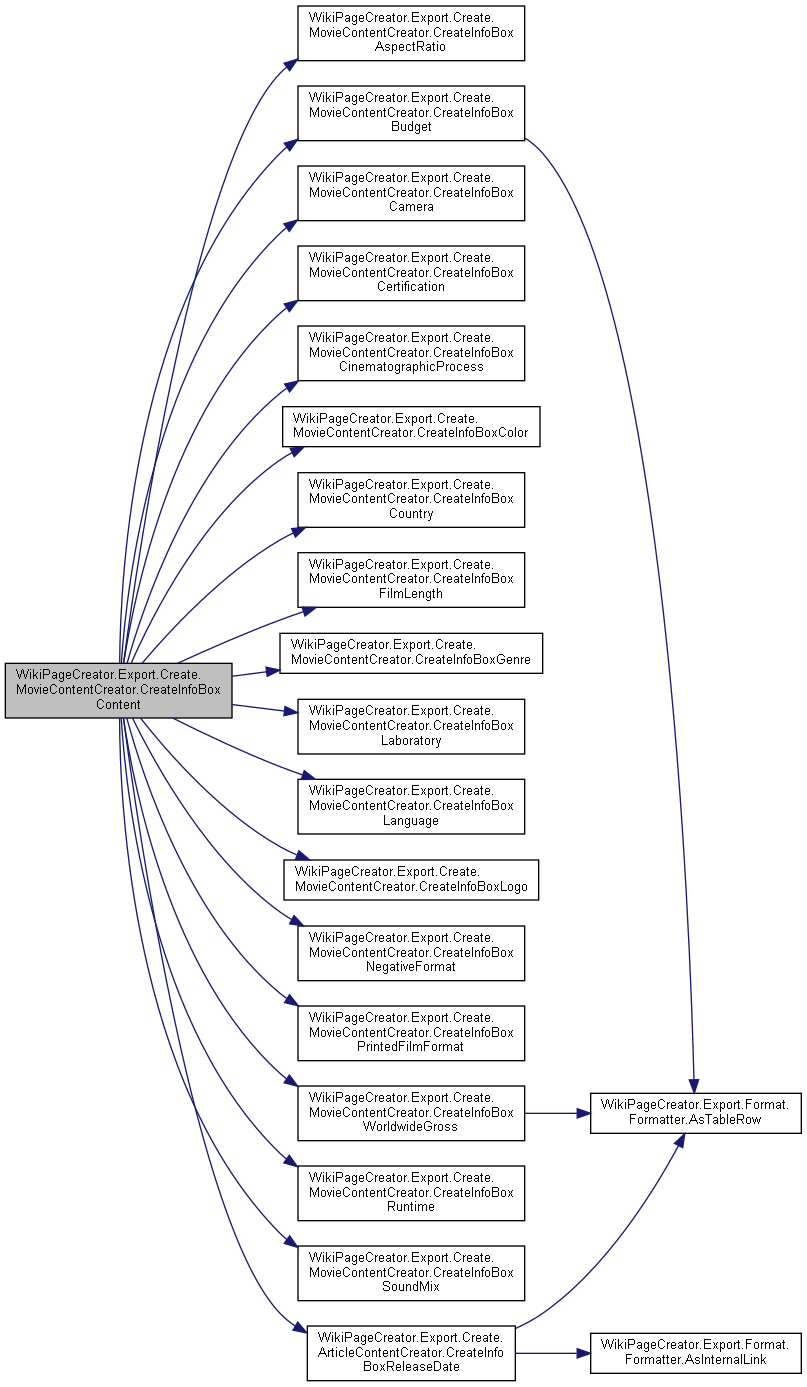 WikiPageCreator.Export.Create.
MovieContentCreator.CreateInfoBox
AspectRatio
WikiPageCreator.Export.Create.
MovieContentCreator.CreateInfoBox
Budget
WikiPageCreator.Export.Create.
MovieContentCreator.CreateInfoBox
Camera
WikiPageCreator.Export.Create.
MovieContentCreator.CreateInfoBox
Certification
WikiPageCreator.Export.Create.
MovieContentCreator.CreateInfoBox
CinematographicProcess
WikiPageCreator.Export.Create.
MovieContentCreator.CreateInfoBoxColor
WikiPageCreator.Export.Create.
MovieContentCreator.CreateInfoBox
Country
WikiPageCreator.Export.Create.
MovieContentCreator.CreateInfoBox
FilmLength
WikiPageCreator.Export.Create.
MovieContentCreator.CreateInfoBoxGenre
WikiPageCreator.Export.Create.
MovieContentCreator.CreateInfoBox
Content
WikiPageCreator.Export.Create.
MovieContentCreator.CreateInfoBox
Laboratory
WikiPageCreator.Export.Create.
MovieContentCreator.CreateInfoBox
Language
WikiPageCreator.Export.Create.
MovieContentCreator.CreateInfoBoxLogo
WikiPageCreator.Export.Create.
MovieContentCreator.CreateInfoBox
NegativeFormat
WikiPageCreator.Export.Create.
MovieContentCreator.CreateInfoBox
PrintedFilmFormat
WikiPageCreator.Export.Create.
MovieContentCreator.CreateInfoBox
WorldwideGross
WikiPageCreator.Export.Format.
Formatter.AsTableRow
WikiPageCreator.Export.Create.
MovieContentCreator.CreateInfoBox
Runtime
WikiPageCreator.Export.Create.
MovieContentCreator.CreateInfoBox
SoundMix
WikiPageCreator.Export.Create.
ArticleContentCreator.CreateInfo
BoxReleaseDate
WikiPageCreator.Export.Format.
Formatter.AsInternalLink